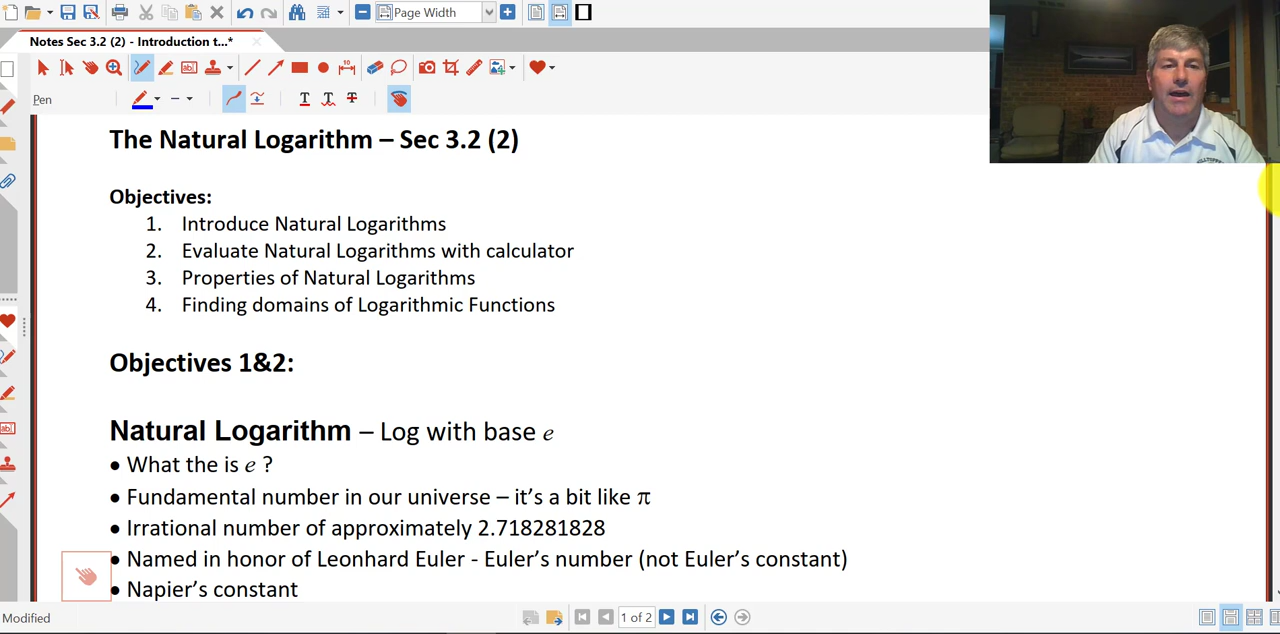 Page Width
Notes Sec 3.2 (2) - Introduction t...*
Pen
The Natural Logarithm – Sec 3.2 (2)
Objectives:
1. Introduce Natural Logarithms
2. Evaluate Natural Logarithms with calculator
3. Properties of Natural Logarithms
4. Finding domains of Logarithmic Functions
Objectives 1&2:
Natural Logarithm – Log with base e
• What the is e ?
• Fundamental number in our universe – it's a bit like π
• Irrational number of approximately 2.718281828
• Named in honor of Leonhard Euler - Euler's number (not Euler's constant)
• Napier's constant
Modified
1 of 2